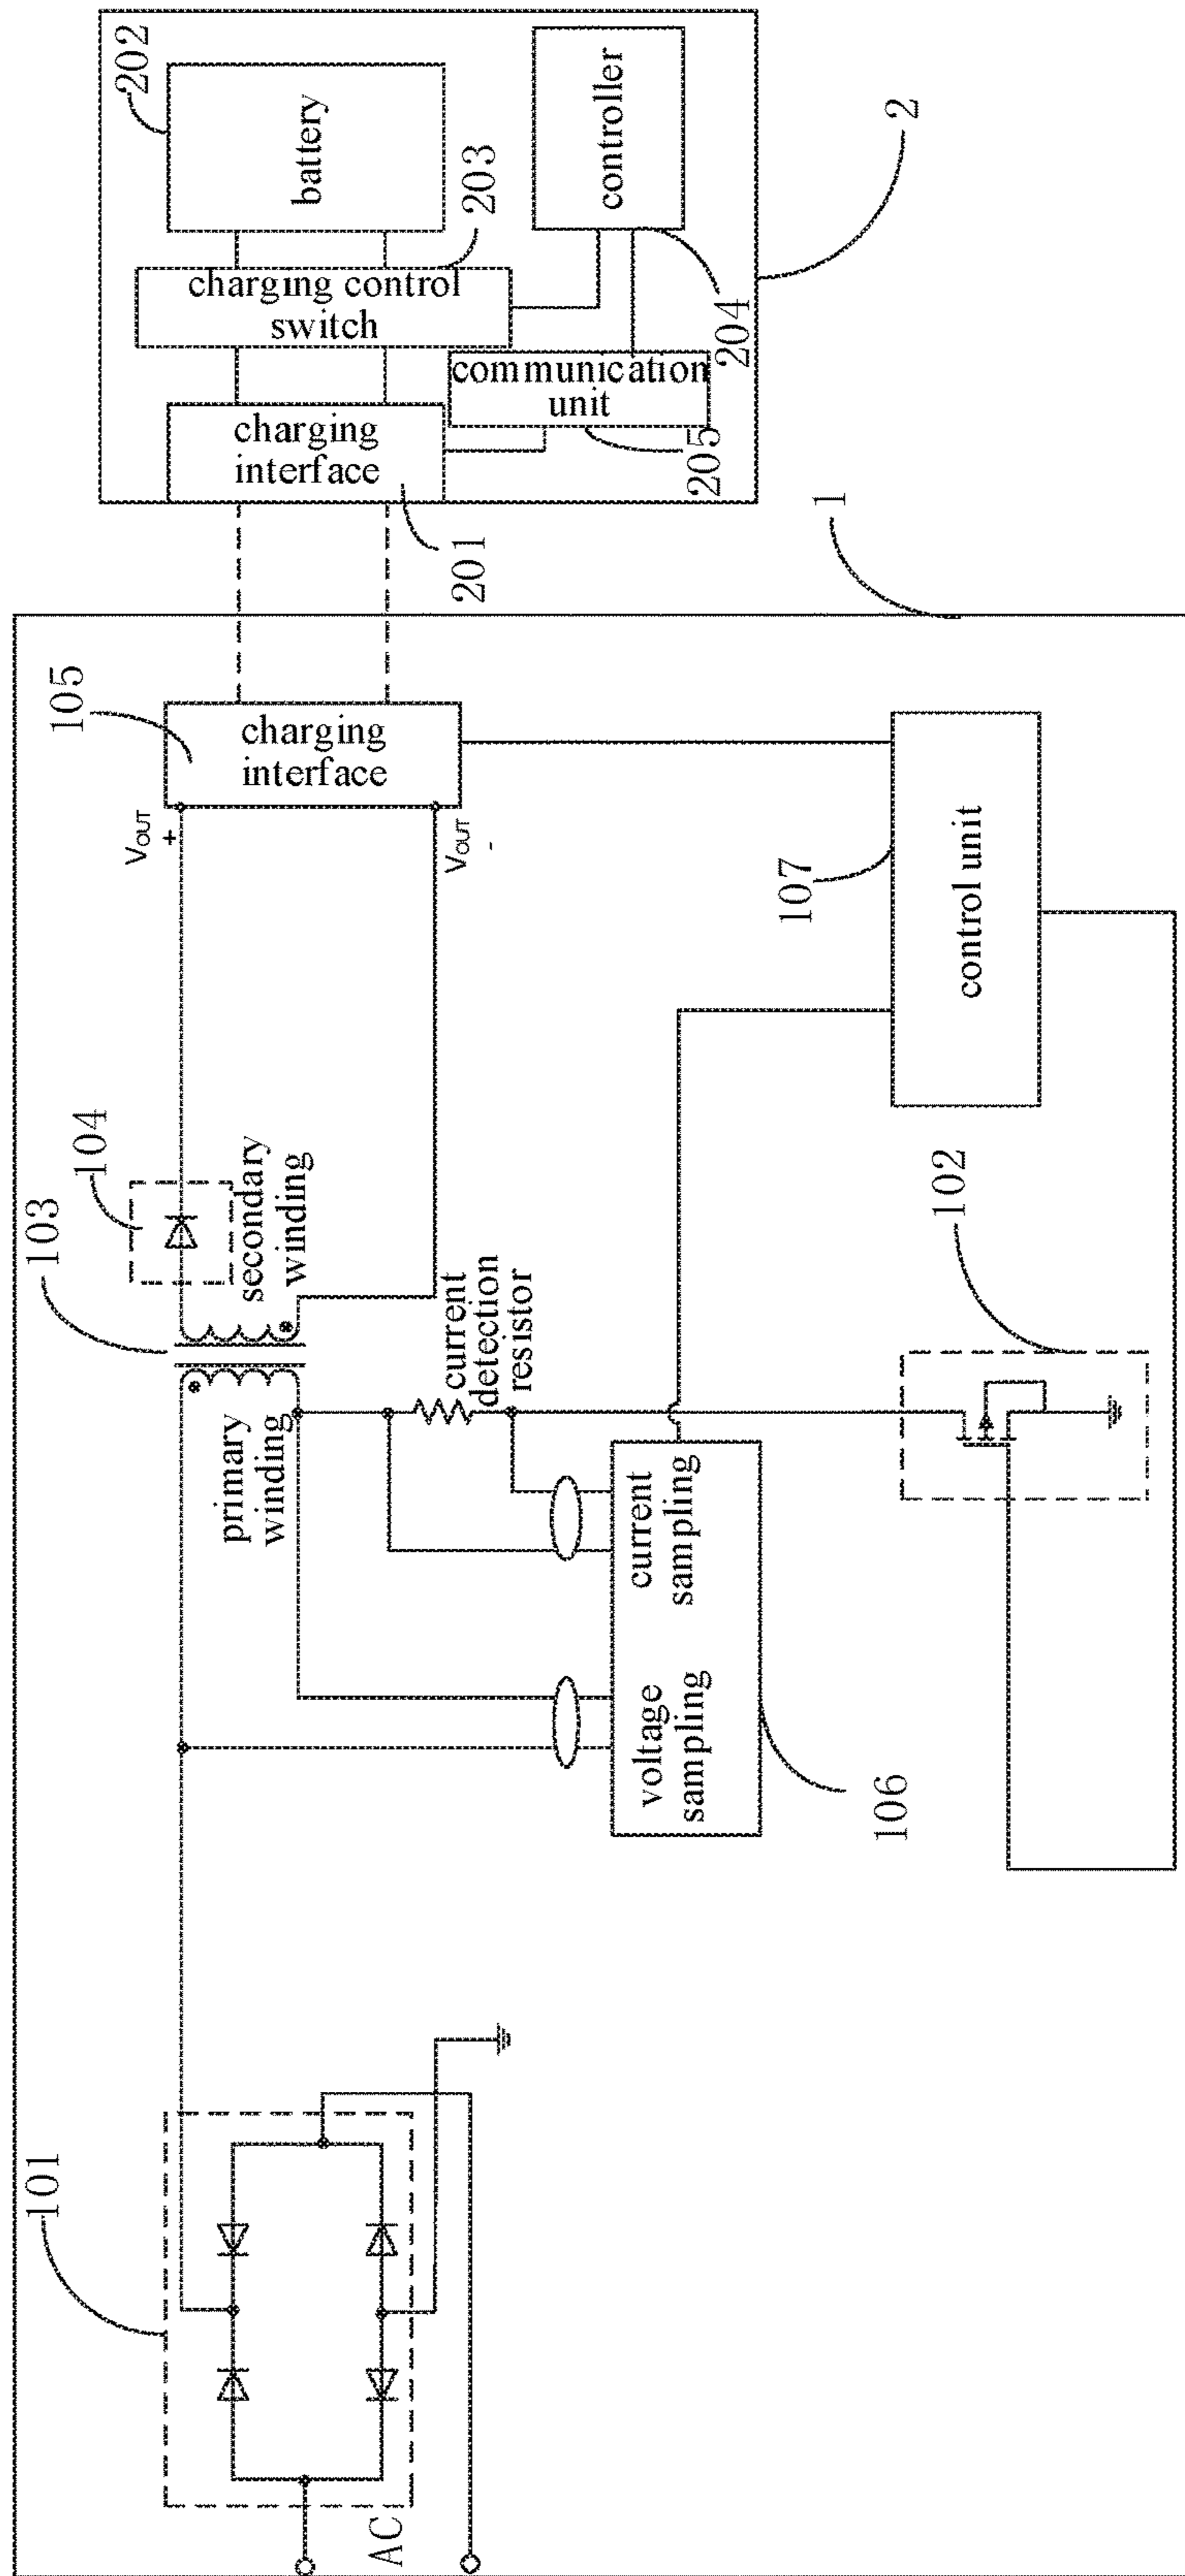 101
AC
103
104
primary
winding
secondary
winding
current
detection
resistor
voltage
sampling
current
sampling
106
102
107
control unit
VOUT
+
VOUT
-
105
charging
interface
1
201
charging
interface
202
battery
203
charging control
switch
communication
unit
205
204
controller
2